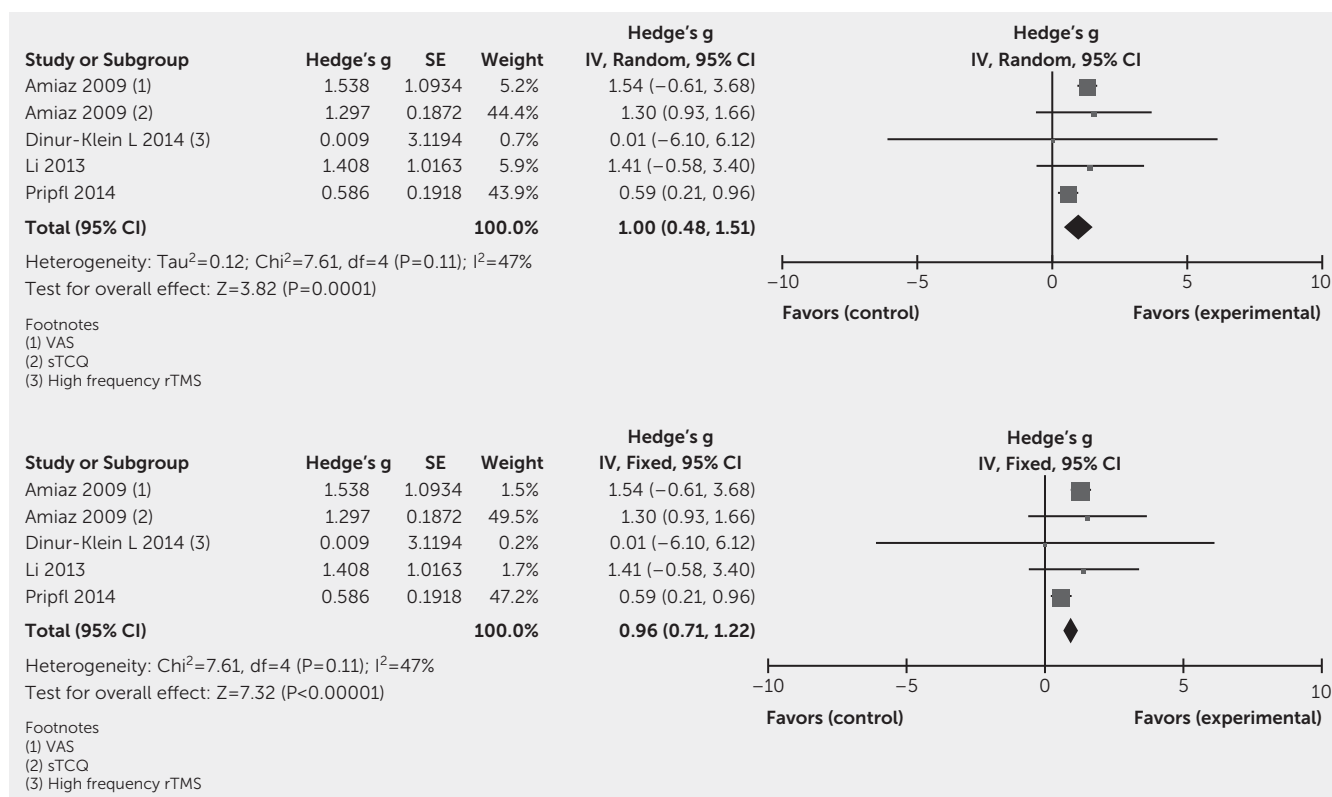 Hedge's g Hedge's g
Study or Subgroup Hedge's g SE Weight IV, Random, 95% CI IV, Random, 95% CI
Amiaz 2009 (1) 1.538 1.0934 5.2% 1.54 (−0.61, 3.68)
Amiaz 2009 (2) 1.297 0.1872 44.4% 1.30 (0.93, 1.66)
Dinur-Klein L 2014 (3) 0.009 3.1194 0.7% 0.01 (−6.10, 6.12)
Li 2013 1.408 1.0163 5.9% 1.41 (−0.58, 3.40)
Pripfl 2014 0.586 0.1918 43.9% 0.59 (0.21, 0.96)
Total (95% CI) 100.0% 1.00 (0.48, 1.51)
Heterogeneity: Tau²=0.12; Chi²=7.61, df=4 (P=0.11); I²=47%
Test for overall effect: Z=3.82 (P=0.0001)
−10 −5 0 5 10
Favors (control) Favors (experimental)
Footnotes
(1) VAS
(2) sTCQ
(3) High frequency rTMS
Hedge's g Hedge's g
Study or Subgroup Hedge's g SE Weight IV, Fixed, 95% CI IV, Fixed, 95% CI
Amiaz 2009 (1) 1.538 1.0934 1.5% 1.54 (−0.61, 3.68)
Amiaz 2009 (2) 1.297 0.1872 49.5% 1.30 (0.93, 1.66)
Dinur-Klein L 2014 (3) 0.009 3.1194 0.2% 0.01 (−6.10, 6.12)
Li 2013 1.408 1.0163 1.7% 1.41 (−0.58, 3.40)
Pripfl 2014 0.586 0.1918 47.2% 0.59 (0.21, 0.96)
Total (95% CI) 100.0% 0.96 (0.71, 1.22)
Heterogeneity: Chi²=7.61, df=4 (P=0.11); I²=47%
Test for overall effect: Z=7.32 (P<0.00001)
−10 −5 0 5 10
Favors (control) Favors (experimental)
Footnotes
(1) VAS
(2) sTCQ
(3) High frequency rTMS